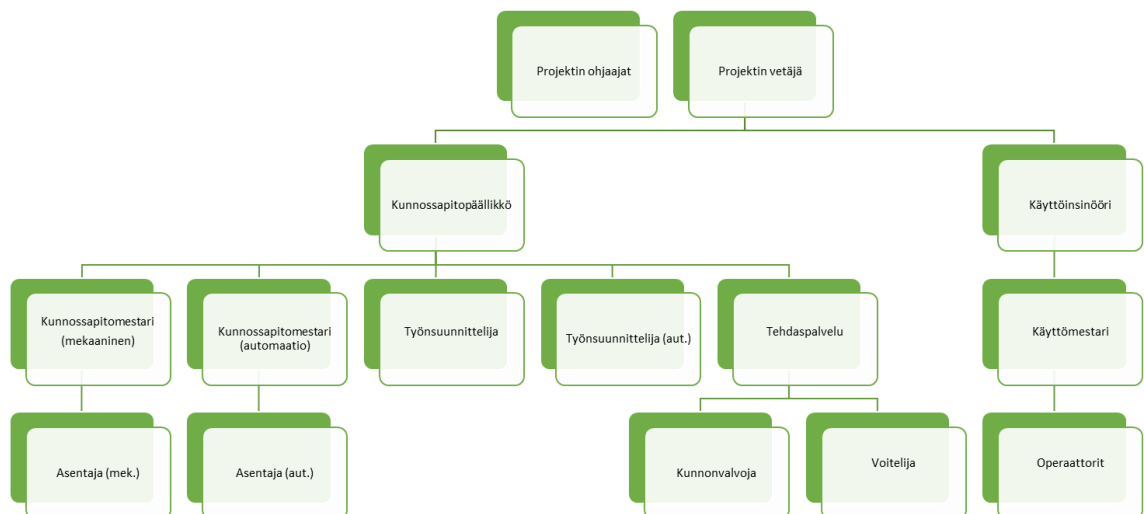 Projektin ohjaajat
Projektin vetäjä
Kunnossapitopäällikkö
Käyttöinsinööri
Kunnossapitomestari
(mekaaninen)
Kunnossapitomestari
(automaatio)
Työnsuunnittelija
Työnsuunnittelija (aut.)
Tehdaspalvelu
Käyttömestari
Asentaja (mek.)
Asentaja (aut.)
Kunnonvalvoja
Voitelija
Operaattorit